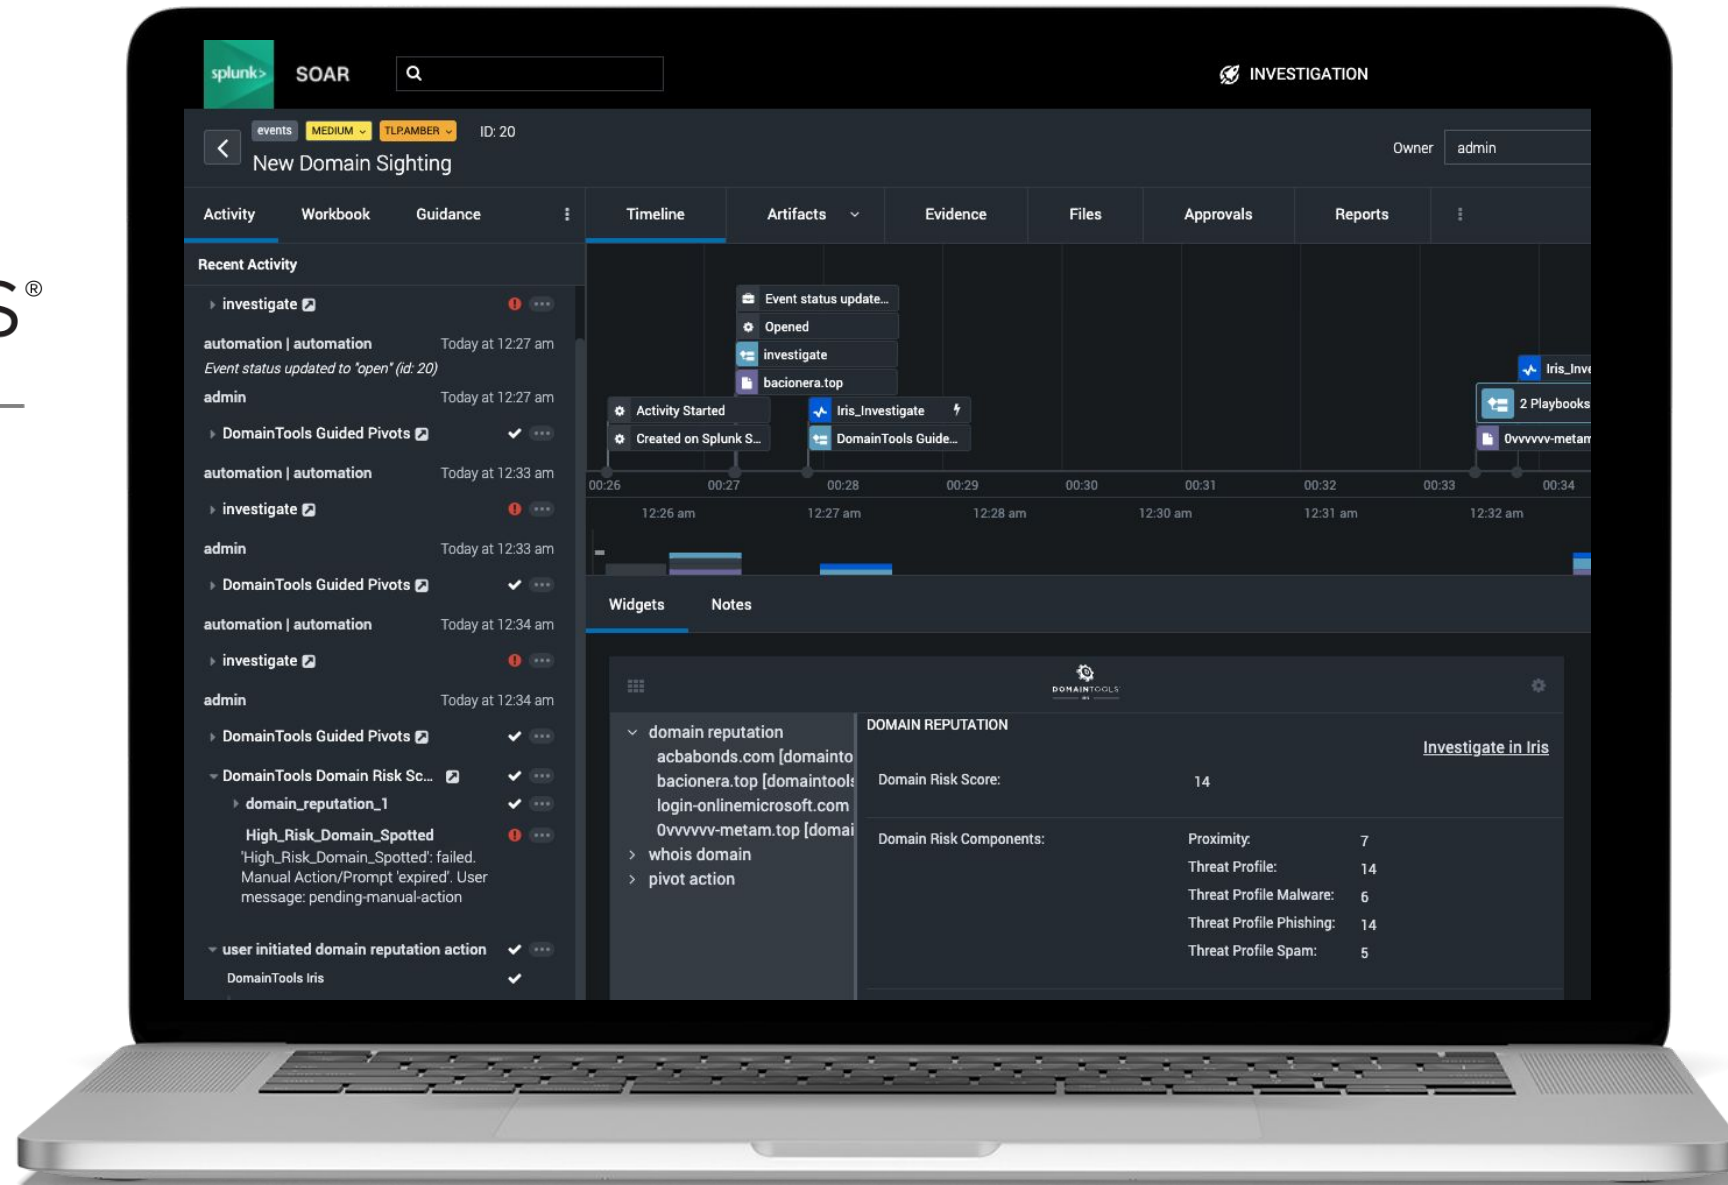 S®
splunk>
SOAR
INVESTIGATION
events MEDIUM TLP:AMBER ID: 20
New Domain Sighting
Owner admin
Activity Workbook Guidance
Timeline Artifacts Evidence Files Approvals Reports
Recent Activity
investigate
automation | automation Today at 12:27 am
Event status updated to "open" (id: 20)
admin Today at 12:27 am
DomainTools Guided Pivots
automation | automation Today at 12:33 am
investigate
admin Today at 12:33 am
DomainTools Guided Pivots
automation | automation Today at 12:34 am
investigate
admin Today at 12:34 am
DomainTools Guided Pivots
DomainTools Domain Risk Sc...
domain_reputation_1
High_Risk_Domain_Spotted
'High_Risk_Domain_Spotted': failed.
Manual Action/Prompt 'expired'. User
message: pending-manual-action
user initiated domain reputation action
DomainTools Iris
Event status update...
Opened
investigate
bacionera.top
Activity Started
Created on Splunk S...
Iris_Investigate
DomainTools Guide...
Iris_Inve
2 Playbooks
0vvvvvv-metam
00:26 00:27 00:28 00:29 00:30 00:31 00:32 00:33 00:34
12:26 am 12:27 am 12:28 am 12:30 am 12:31 am 12:32 am
Widgets Notes
DOMAINTOOLS
domain reputation
acbabonds.com [domainto
bacionera.top [domaintools
login-onlinemicrosoft.com
0vvvvvv-metam.top [domai
whois domain
pivot action
DOMAIN REPUTATION
Investigate in Iris
Domain Risk Score: 14
Domain Risk Components: Proximity: 7
Threat Profile: 14
Threat Profile Malware: 6
Threat Profile Phishing: 14
Threat Profile Spam: 5